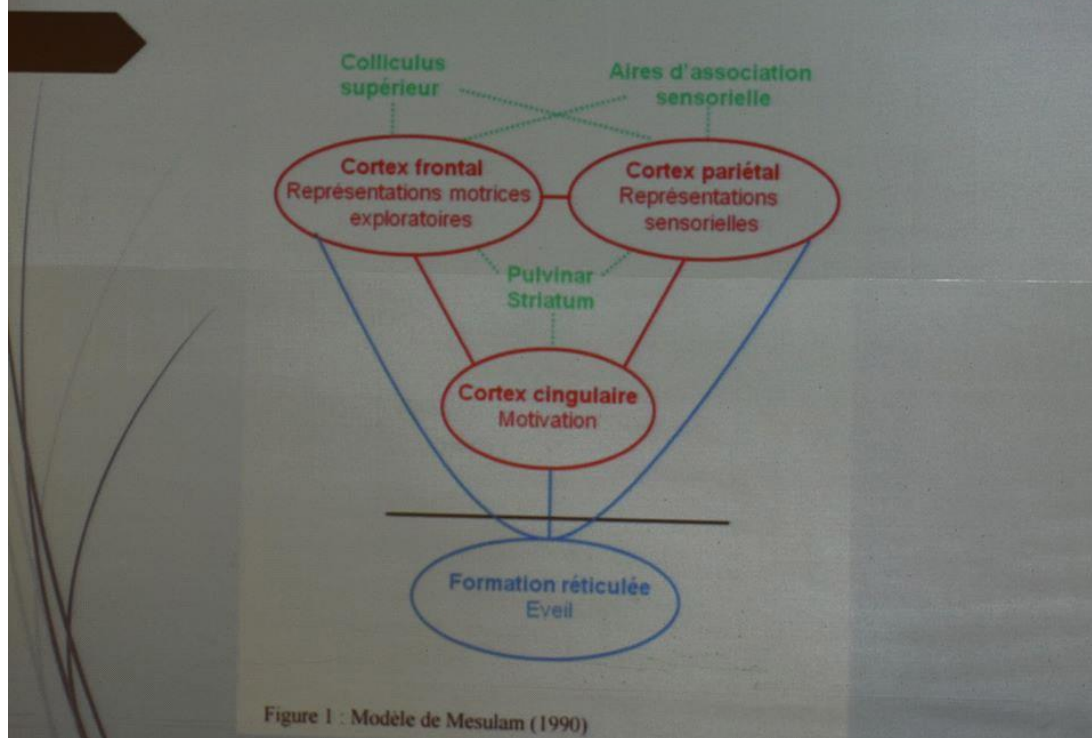 Colliculus
supérieur
Aires d'association
sensorielle
Cortex frontal
Représentations motrices
exploratoires
Cortex pariétal
Représentations
sensorielles
Pulvinar
Striatum
Cortex cingulaire
Motivation
Formation réticulée
Eveil
Figure 1 : Modèle de Mesulam (1990)